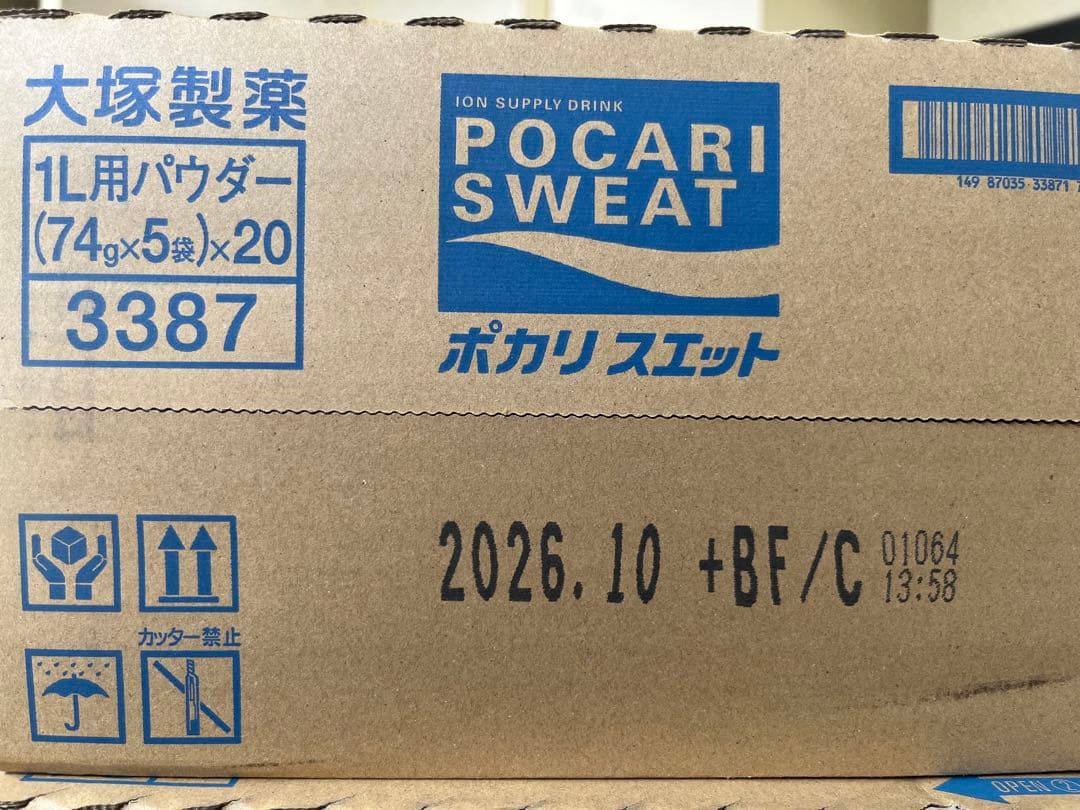 大塚製薬
1L用パウダー
(74g×5袋)×20
3387
ION SUPPLY DRINK
POCARI
SWEAT
ポカリスエット
149 87035 33871
2026.10 +BF/C
01064
13:58
カッター禁止
OPEN ②